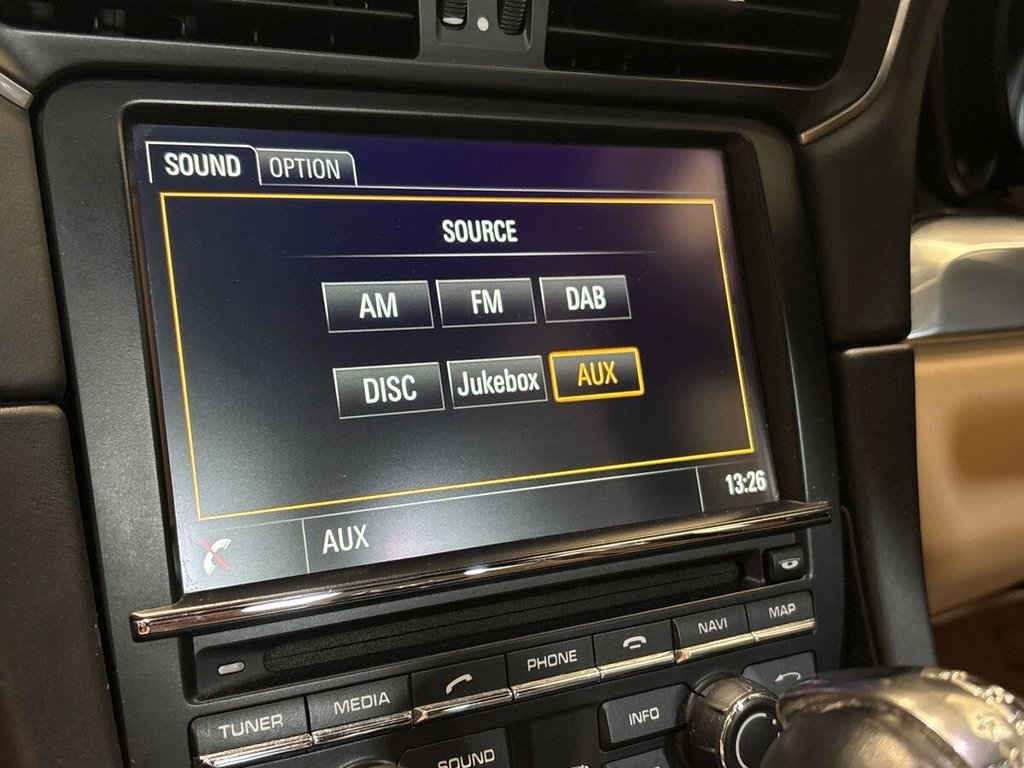 SOUND OPTION
SOURCE
AM FM DAB
DISC Jukebox AUX
13:26
AUX
TUNER MEDIA PHONE NAVI MAP
SOUND INFO